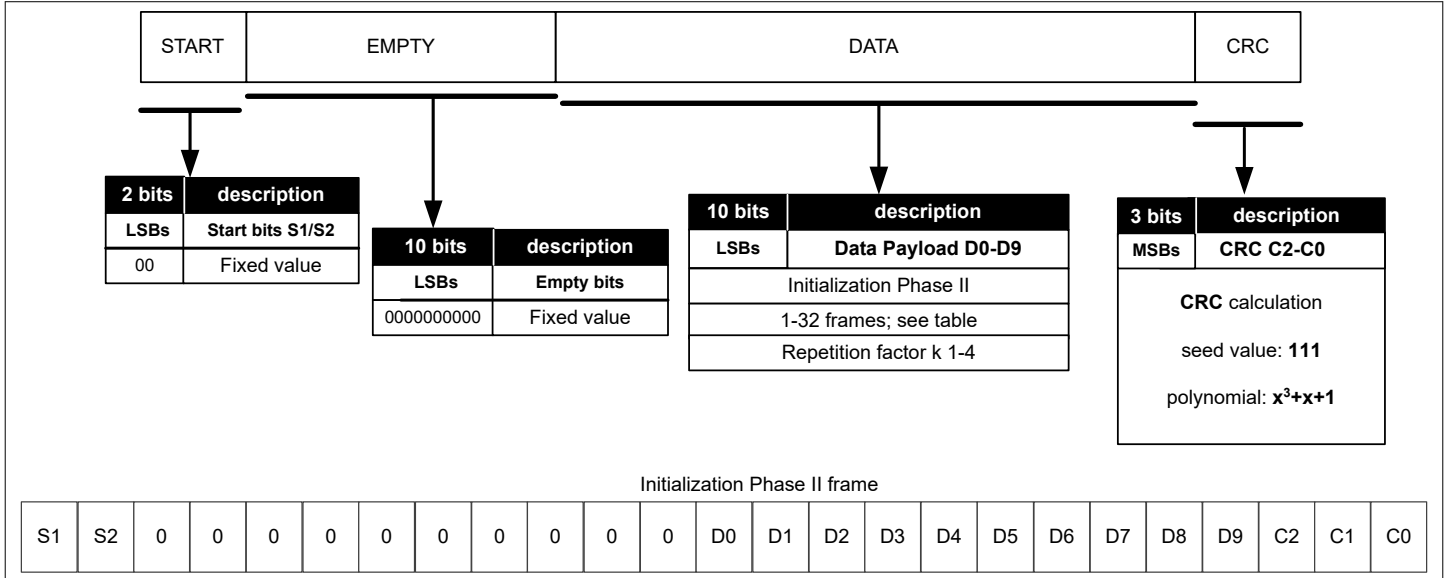 START EMPTY DATA CRC
2 bits description
LSBs Start bits S1/S2
00 Fixed value
10 bits description
LSBs Empty bits
0000000000 Fixed value
10 bits description
LSBs Data Payload D0-D9
Initialization Phase II
1-32 frames; see table
Repetition factor k 1-4
3 bits description
MSBs CRC C2-C0
CRC calculation
seed value: 111
polynomial: x³+x+1
Initialization Phase II frame
S1 S2 0 0 0 0 0 0 0 0 0 0 D0 D1 D2 D3 D4 D5 D6 D7 D8 D9 C2 C1 C0